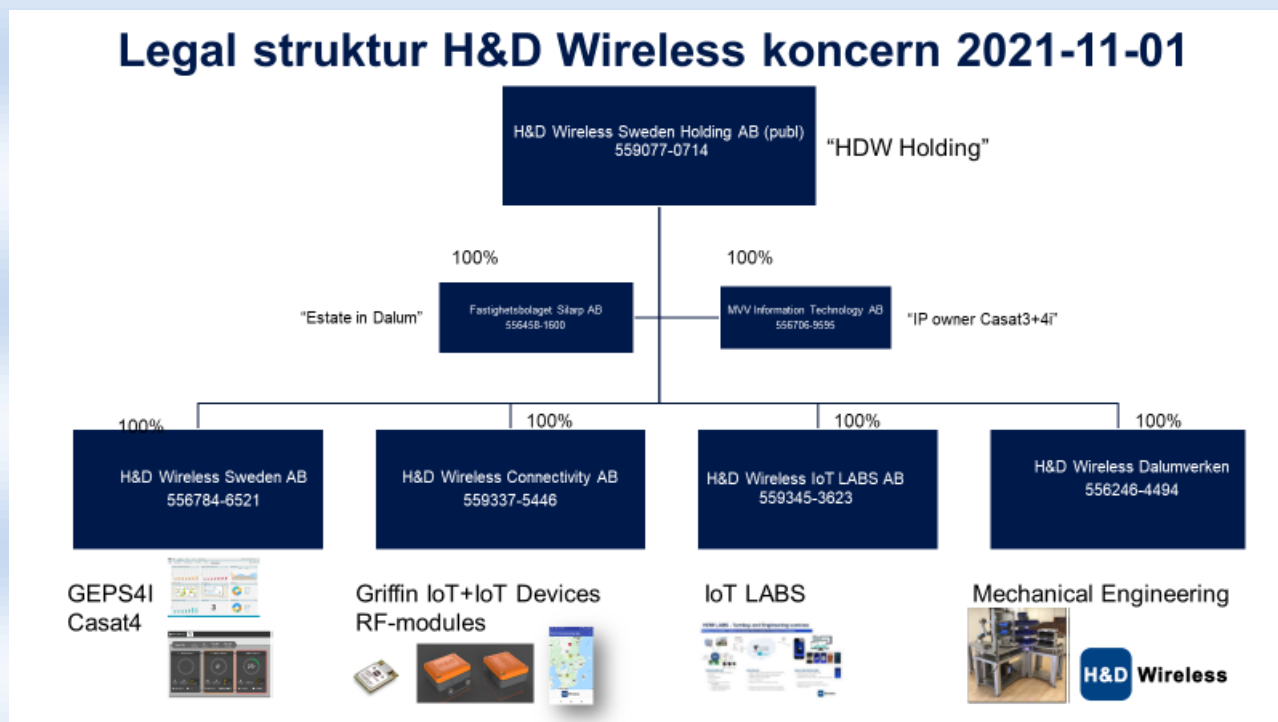 Legal struktur H&D Wireless koncern 2021-11-01
H&D Wireless Sweden Holding AB (publ)
559077-0714
“HDW Holding”
100%
100%
“Estate in Dalum”
Fastighetsbolaget Silarp AB
556458-1600
MVV Information Technology AB
556706-9595
“IP owner Casat3+4i”
100%
100%
100%
100%
H&D Wireless Sweden AB
556784-6521
H&D Wireless Connectivity AB
559337-5446
H&D Wireless IoT LABS AB
559345-3623
H&D Wireless Dalumverken
556246-4494
GEPS4I
Casat4
Griffin IoT+IoT Devices
RF-modules
IoT LABS
Mechanical Engineering
H&D Wireless